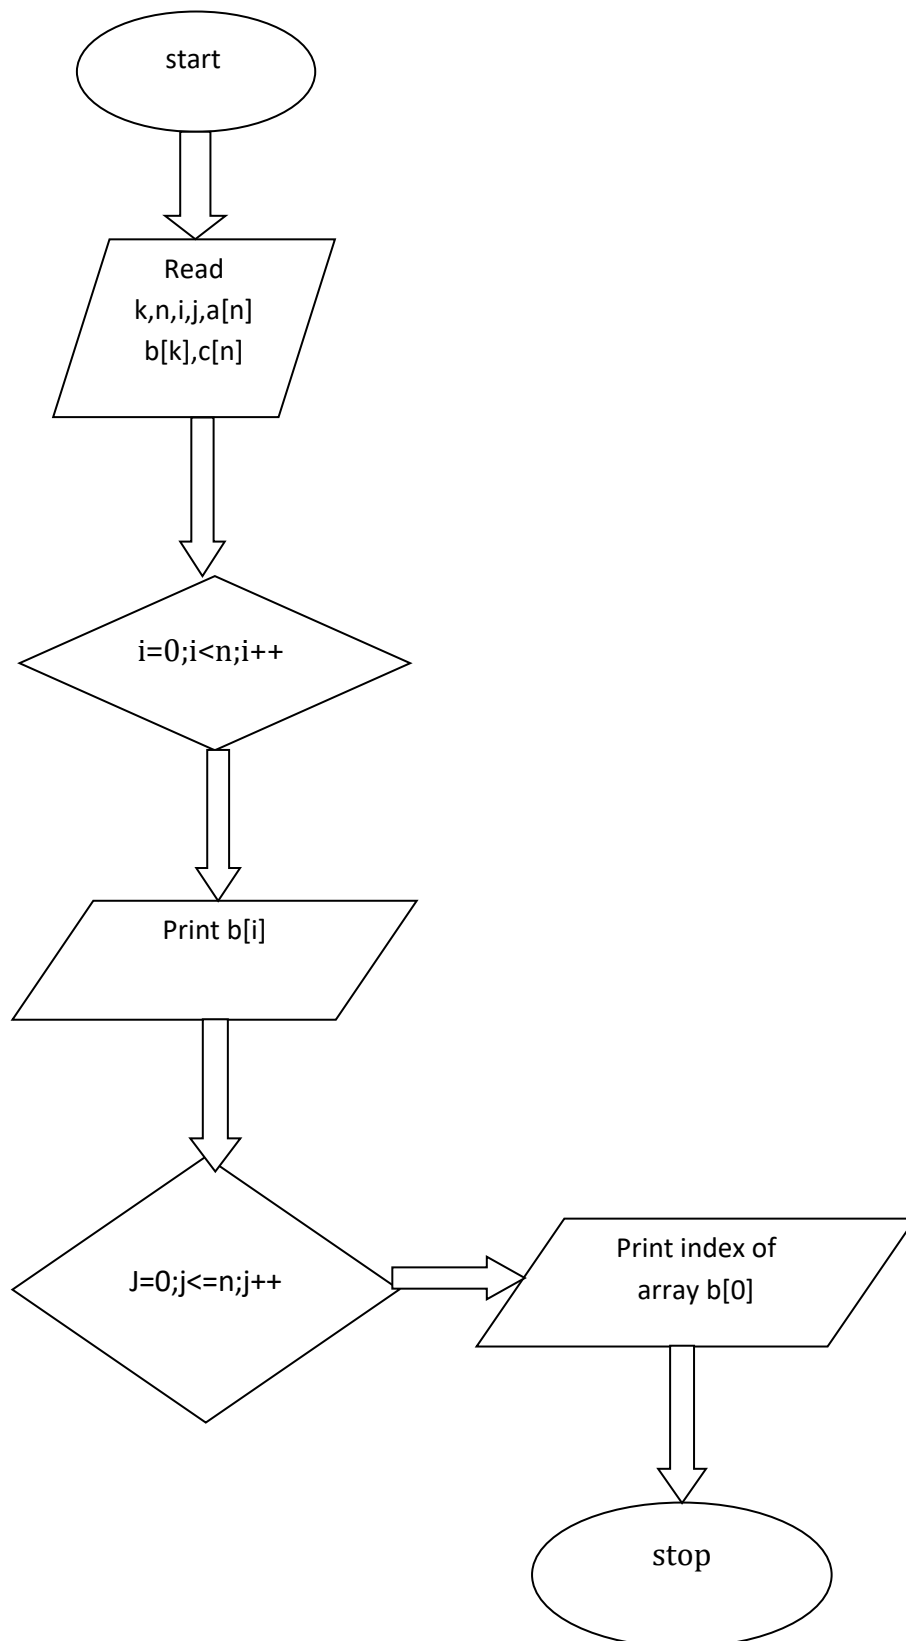 start
Read
k,n,i,j,a[n]
b[k],c[n]
i=0;i<n;i++
Print b[i]
J=0;j<=n;j++
Print index of
array b[0]
stop